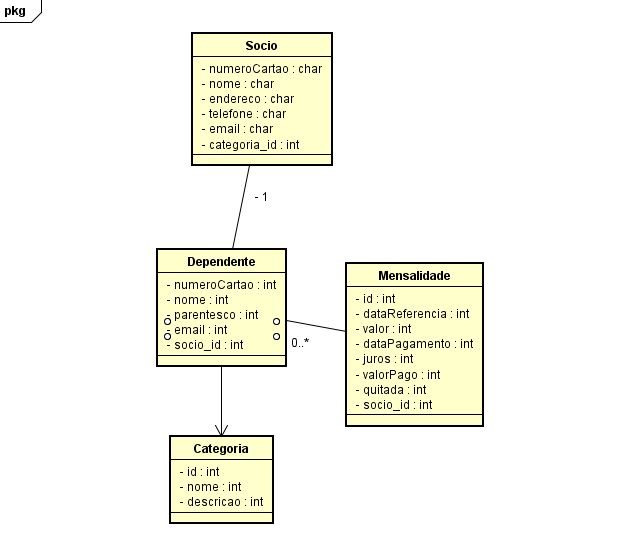 pkg
Socio
- numeroCartao : char
- nome : char
- endereco : char
- telefone : char
- email : char
- categoria_id : int
- 1
Dependente
- numeroCartao : int
- nome : int
- parentesco : int
- email : int
- socio_id : int
0..*
Mensalidade
- id : int
- dataReferencia : int
- valor : int
- dataPagamento : int
- juros : int
- valorPago : int
- quitada : int
- socio_id : int
Categoria
- id : int
- nome : int
- descricao : int